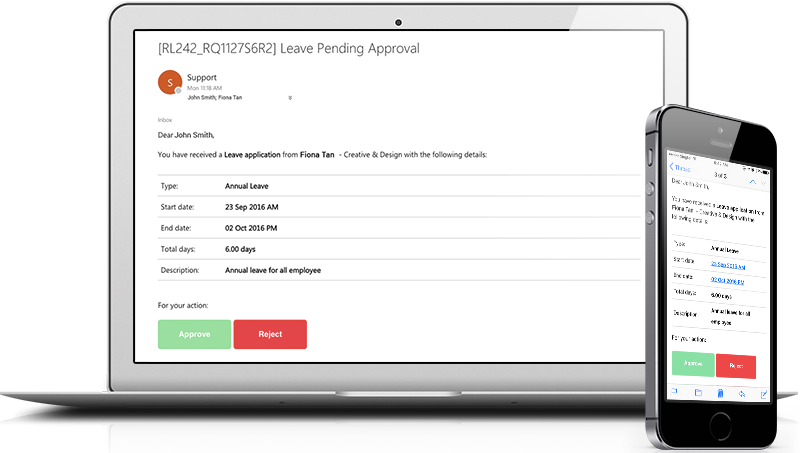 [RL242_RQ1127S6R2] Leave Pending Approval
S
Support
Mon 11:18 AM
John Smith; Fiona Tan
Inbox
Dear John Smith,
You have received a Leave application from Fiona Tan - Creative & Design with the following details:
Type: Annual Leave
Start date: 23 Sep 2016 AM
End date: 02 Oct 2016 PM
Total days: 6.00 days
Description: Annual leave for all employee
For your action:
Approve Reject
3 of 3
Dear John Smith,
You have received a Leave application from
Fiona Tan - Creative & Design with the
following details:
Type: Annual Leave
Start date: 23 Sep 2016 AM
End date: 02 Oct 2016 PM
Total days: 6.00 days
Description: Annual leave for all
employee
For your action:
Approve Reject